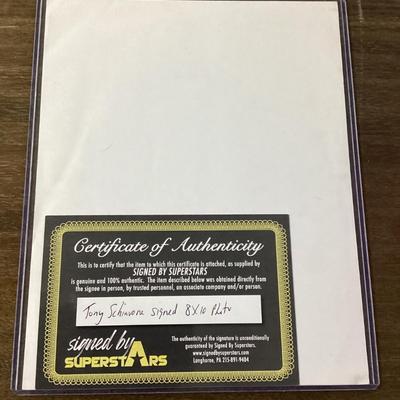 Certificate of Authenticity
This is to certify that the item to which this certificate is attached, as supplied by
SIGNED BY SUPERSTARS
is genuine and 100% authentic. The item described below was obtained directly from
the signee in person, by trusted personnel, an associate company and/or person.
Tony Schiavone signed 8X10 Photo
signed by
SUPERSTARS
The authenticity of the signature is unconditionally
guaranteed by Signed By Superstars.
www.signedbysuperstars.com
Langhorne, PA 215-891-9404